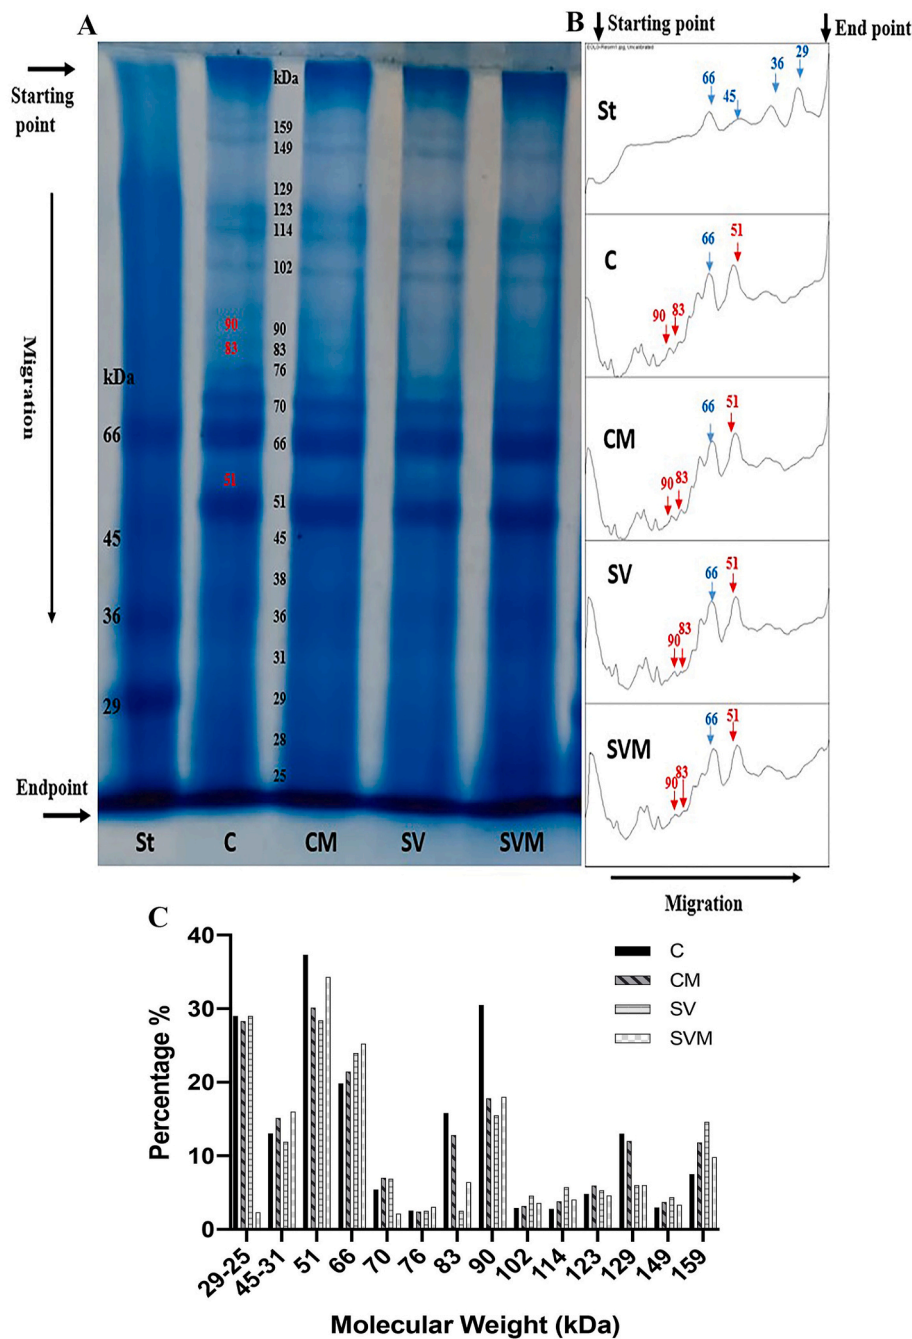 A
Starting
point
Migration
Endpoint
kDa
66
45
36
29
90
83
51
kDa
159
149
129
123
114
102
90
83
76
70
66
51
45
38
36
31
29
28
25
St
C
CM
SV
SVM
B
Starting point
End point
St
66
45
36
29
C
90
83
66
51
CM
90
83
66
51
SV
90
83
66
51
SVM
90
83
66
51
Migration
C
Percentage %
40
30
20
10
0
C
CM
SV
SVM
29-25
45-31
51
66
70
76
83
90
102
114
123
129
149
159
Molecular Weight (kDa)